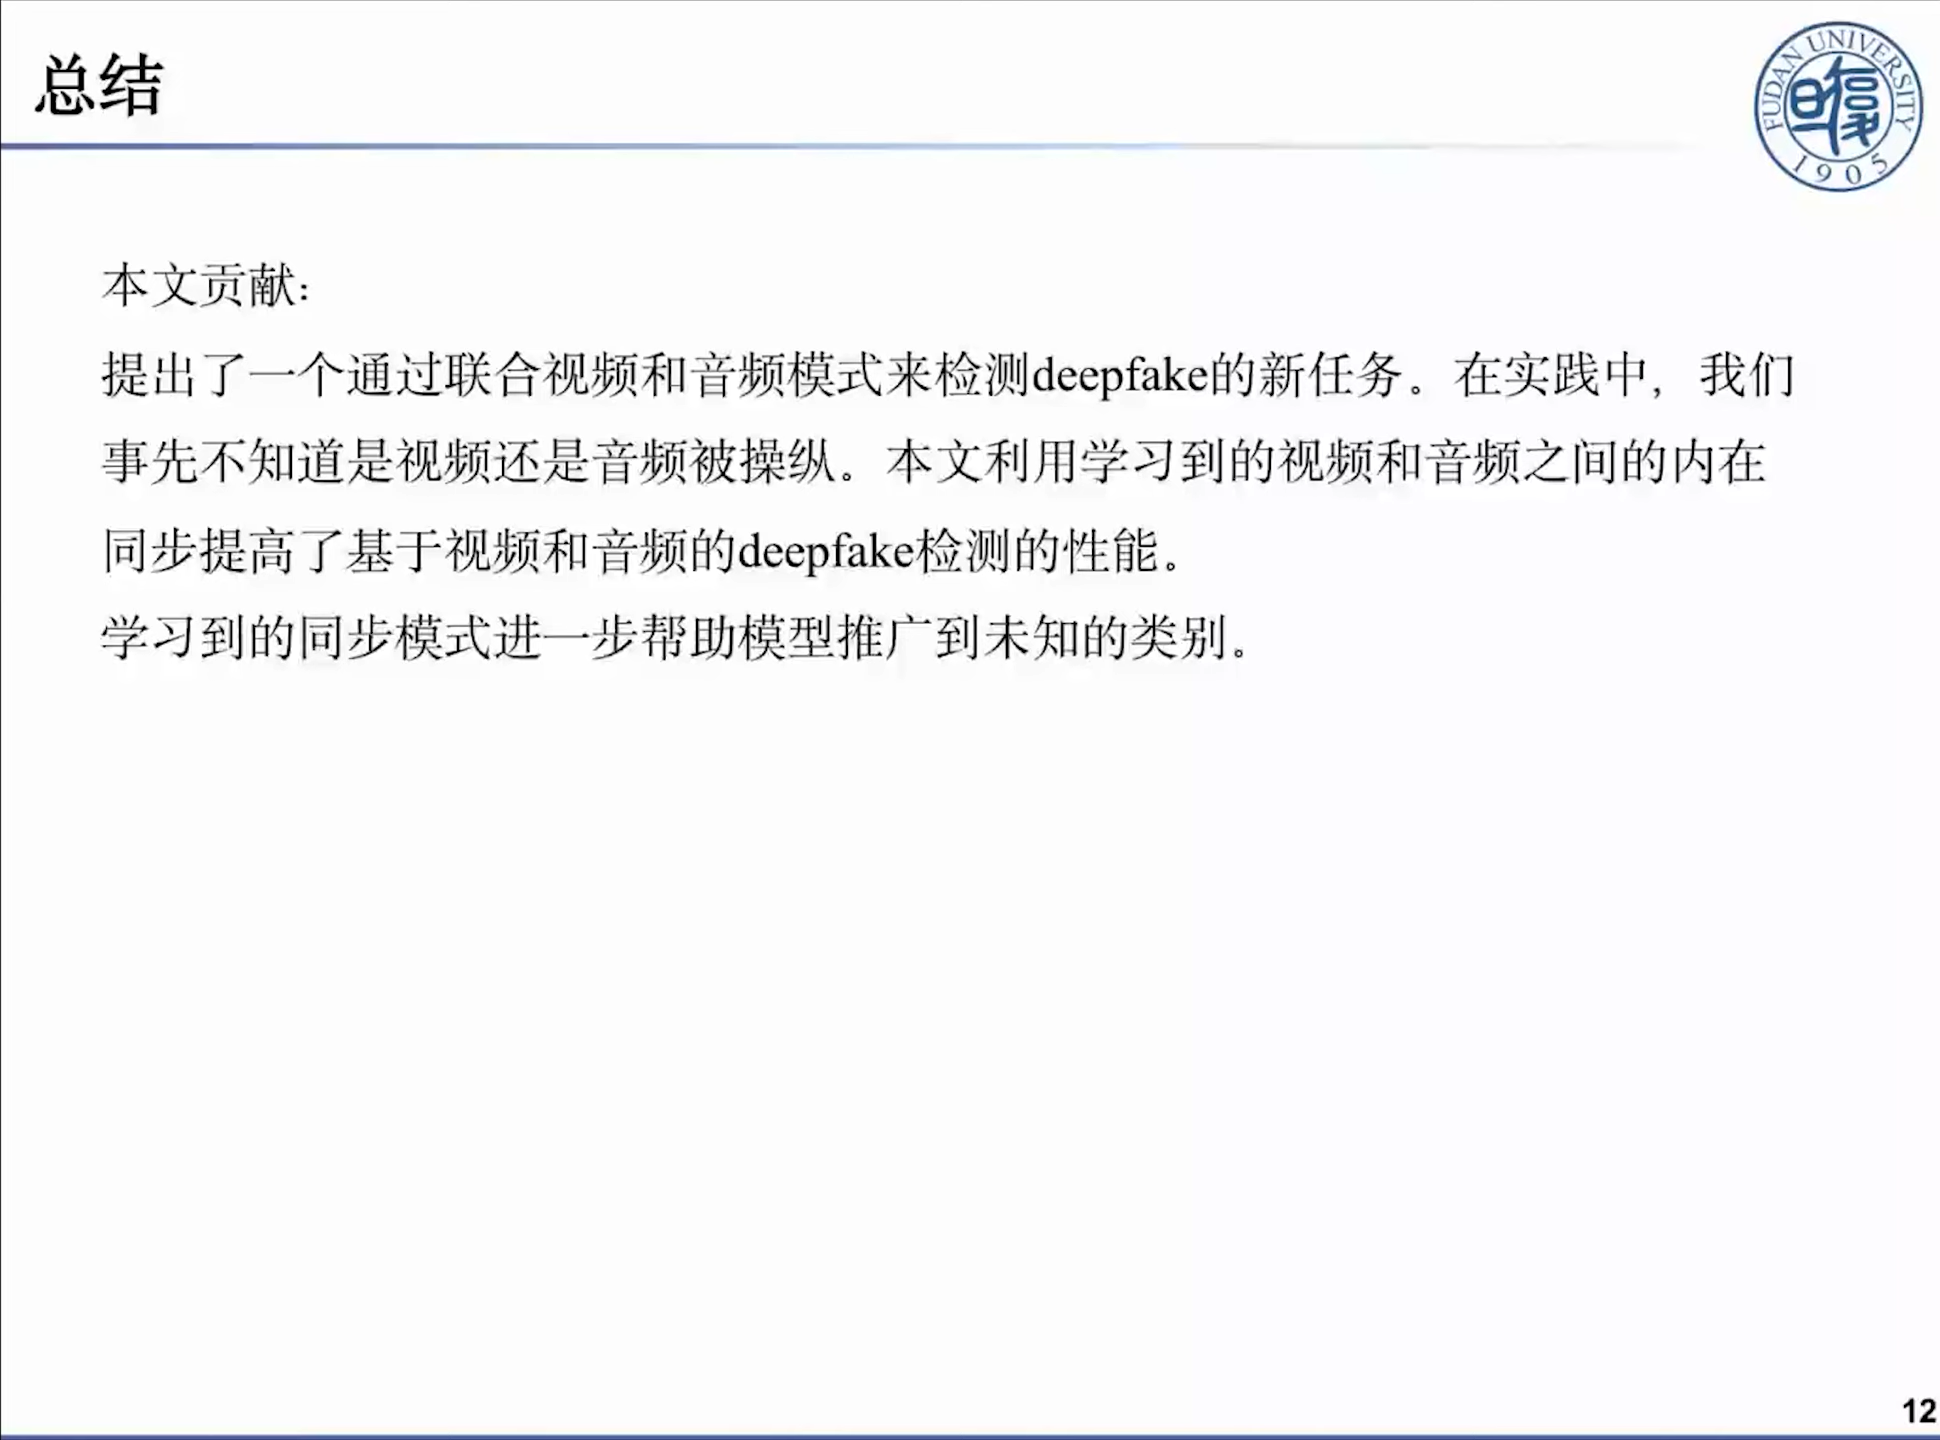 总结
FUDAN UNIVERSITY
1905
本文贡献：
提出了一个通过联合视频和音频模式来检测deepfake的新任务。在实践中，我们
事先不知道是视频还是音频被操纵。本文利用学习到的视频和音频之间的内在
同步提高了基于视频和音频的deepfake检测的性能。
学习到的同步模式进一步帮助模型推广到未知的类别。
12